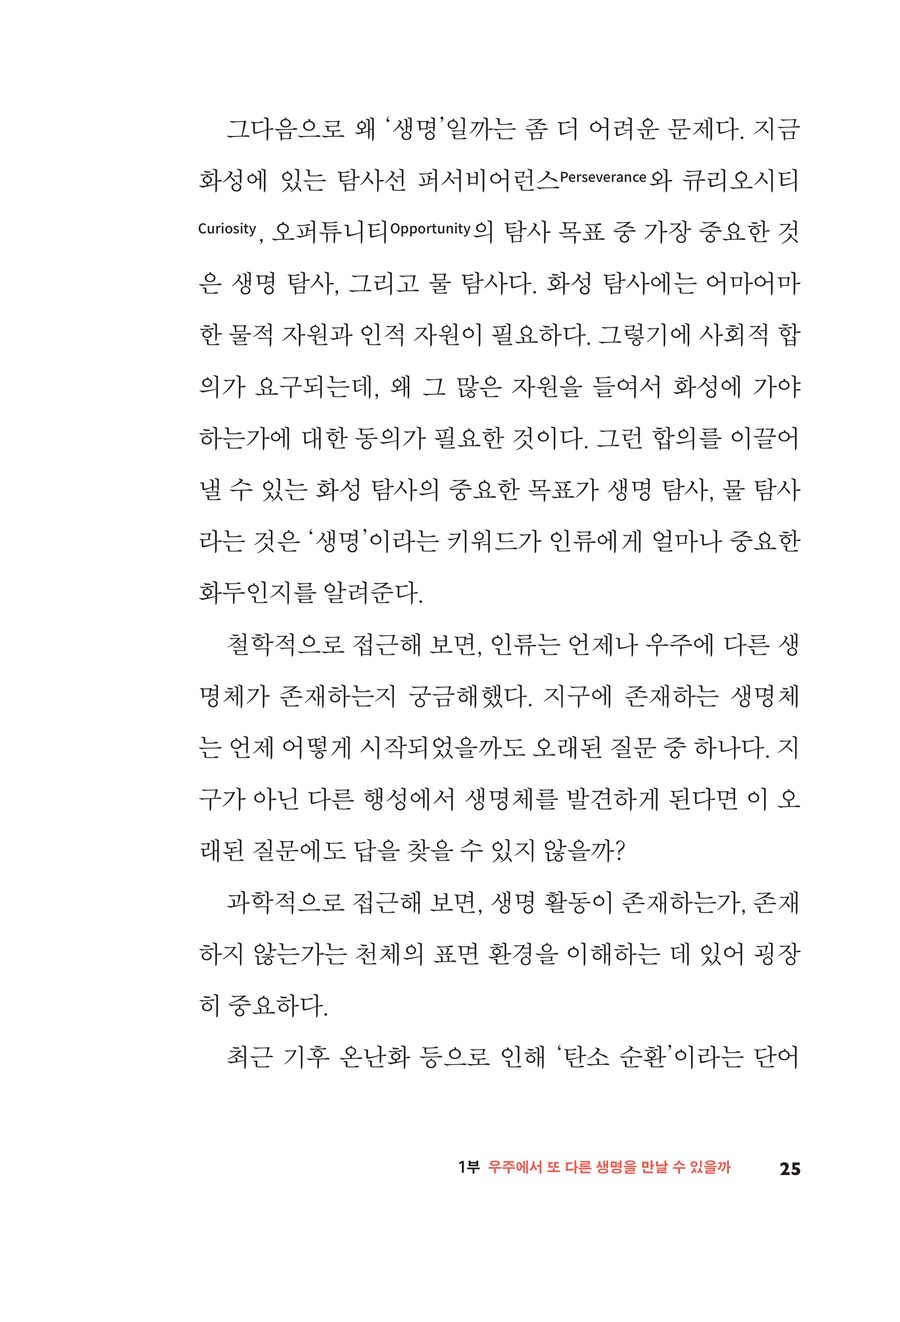 그다음으로 왜 ‘생명’일까는 좀 더 어려운 문제다. 지금
화성에 있는 탐사선 퍼서비어런스Perseverance와 큐리오시티
Curiosity, 오퍼튜니티Opportunity의 탐사 목표 중 가장 중요한 것
은 생명 탐사, 그리고 물 탐사다. 화성 탐사에는 어마어마
한 물적 자원과 인적 자원이 필요하다. 그렇기에 사회적 합
의가 요구되는데, 왜 그 많은 자원을 들여서 화성에 가야
하는가에 대한 동의가 필요한 것이다. 그런 합의를 이끌어
낼 수 있는 화성 탐사의 중요한 목표가 생명 탐사, 물 탐사
라는 것은 ‘생명’이라는 키워드가 인류에게 얼마나 중요한
화두인지를 알려준다.
철학적으로 접근해 보면, 인류는 언제나 우주에 다른 생
명체가 존재하는지 궁금해했다. 지구에 존재하는 생명체
는 언제 어떻게 시작되었을까도 오래된 질문 중 하나다. 지
구가 아닌 다른 행성에서 생명체를 발견하게 된다면 이 오
래된 질문에도 답을 찾을 수 있지 않을까?
과학적으로 접근해 보면, 생명 활동이 존재하는가, 존재
하지 않는가는 천체의 표면 환경을 이해하는 데 있어 굉장
히 중요하다.
최근 기후 온난화 등으로 인해 ‘탄소 순환’이라는 단어
1부 우주에서 또 다른 생명을 만날 수 있을까 25